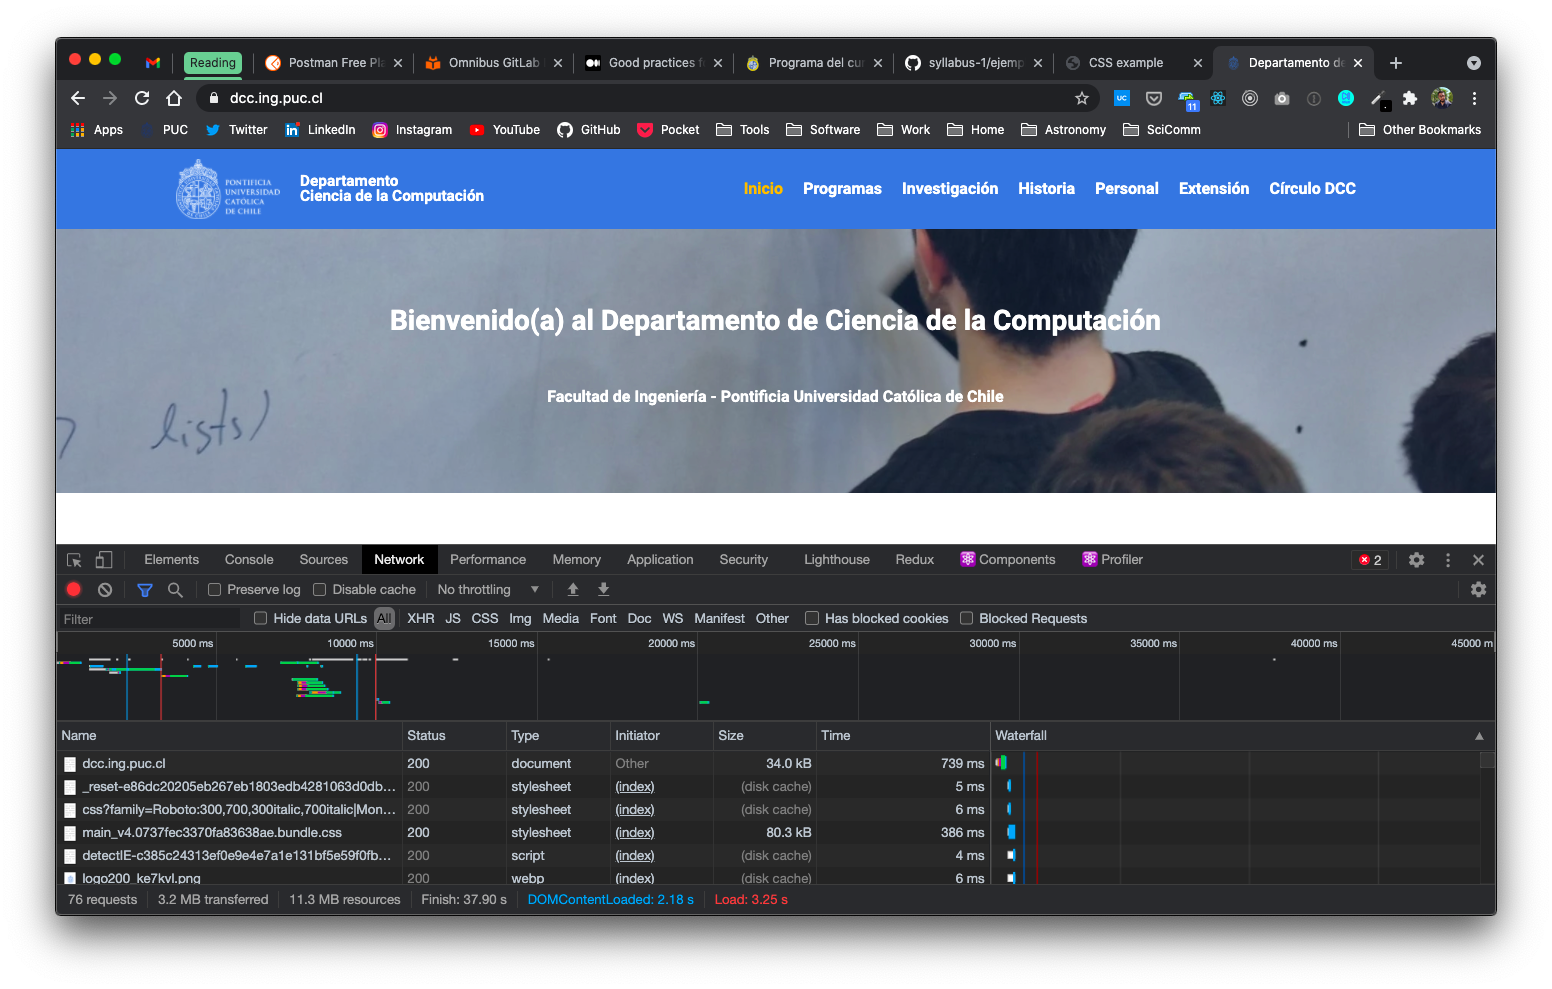 Reading
Postman Free Pla
Omnibus GitLab
Good practices f
Programa del cur
syllabus-1/ejemp
CSS example
Departamento de
dcc.ing.puc.cl
UC
11
Apps
PUC
Twitter
LinkedIn
Instagram
YouTube
GitHub
Pocket
Tools
Software
Work
Home
Astronomy
SciComm
Other Bookmarks
PONTIFICIA
UNIVERSIDAD
CATÓLICA
DE CHILE
Departamento
Ciencia de la Computación
Inicio
Programas
Investigación
Historia
Personal
Extensión
Círculo DCC
Bienvenido(a) al Departamento de Ciencia de la Computación
Facultad de Ingeniería - Pontificia Universidad Católica de Chile
lists)
Elements
Console
Sources
Network
Performance
Memory
Application
Security
Lighthouse
Redux
Components
Profiler
2
Preserve log
Disable cache
No throttling
Filter
Hide data URLs
All
XHR
JS
CSS
Img
Media
Font
Doc
WS
Manifest
Other
Has blocked cookies
Blocked Requests
5000 ms
10000 ms
15000 ms
20000 ms
25000 ms
30000 ms
35000 ms
40000 ms
45000 m
Name Status Type Initiator Size Time Waterfall
dcc.ing.puc.cl 200 document Other 34.0 kB 739 ms
_reset-e86dc20205eb267eb1803edb4281063d0db... 200 stylesheet (index) (disk cache) 5 ms
css?family=Roboto:300,700,300italic,700italic|Mon... 200 stylesheet (index) (disk cache) 6 ms
main_v4.0737fec3370fa83638ae.bundle.css 200 stylesheet (index) 80.3 kB 386 ms
detectIE-c385c24313ef0e9e4e7a1e131bf5e59f0fb... 200 script (index) (disk cache) 4 ms
logo200_ke7kvl.png 200 webp (index) (disk cache) 6 ms
76 requests
3.2 MB transferred
11.3 MB resources
Finish: 37.90 s
DOMContentLoaded: 2.18 s
Load: 3.25 s